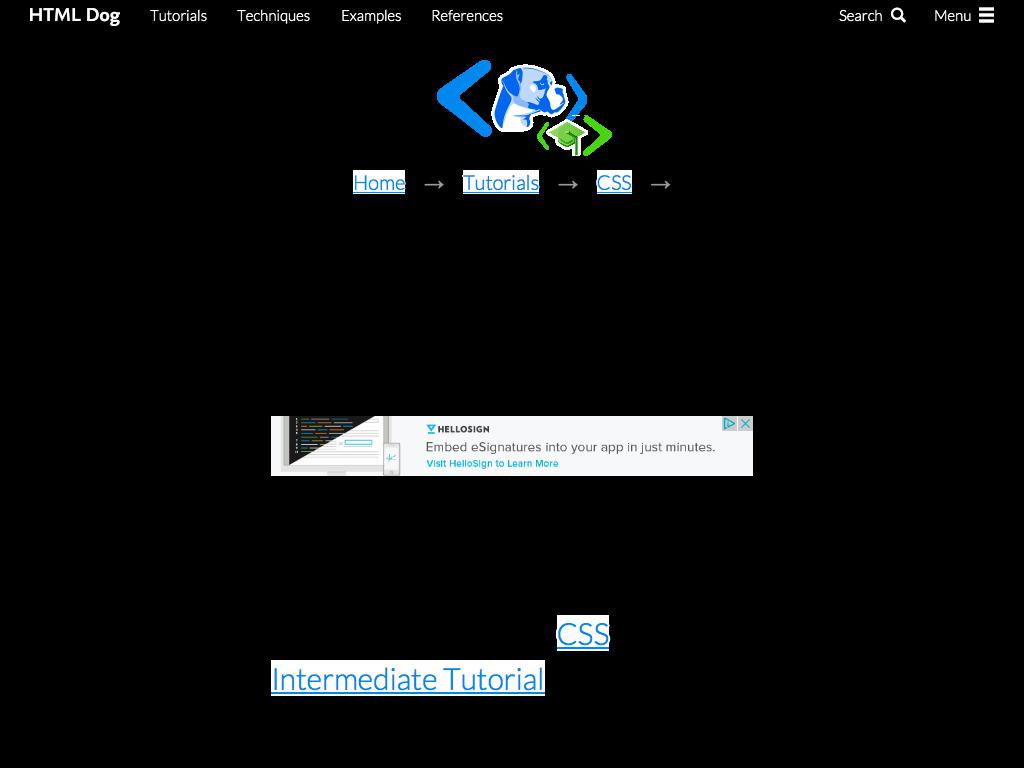 HTML Dog Tutorials Techniques Examples References Search Menu
Home → Tutorials → CSS →
HELLOSIGN
Embed eSignatures into your app in just minutes.
Visit HelloSign to Learn More
CSS
Intermediate Tutorial